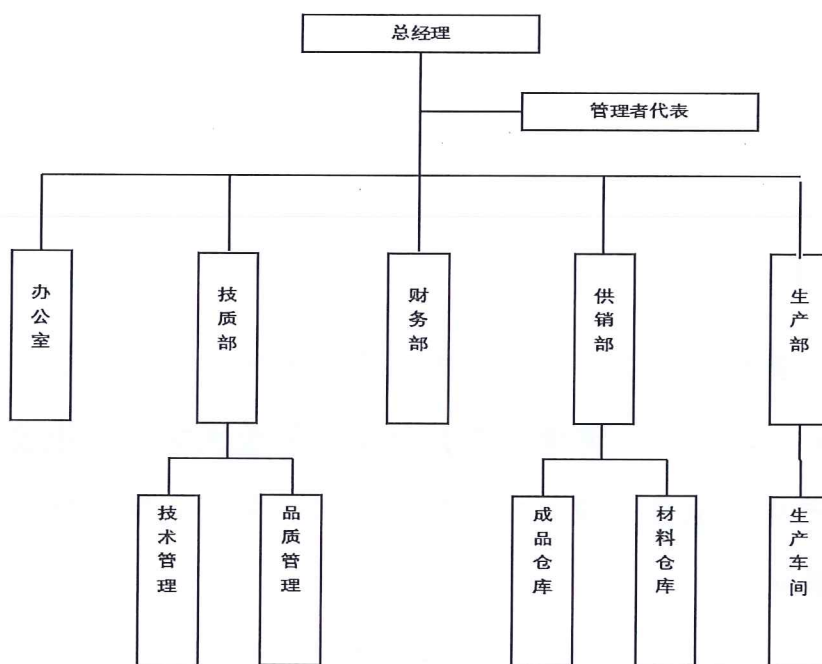 总经理
管理者代表
办公室
技质部
财务部
供销部
生产部
技术管理
品质管理
成品仓库
材料仓库
生产车间